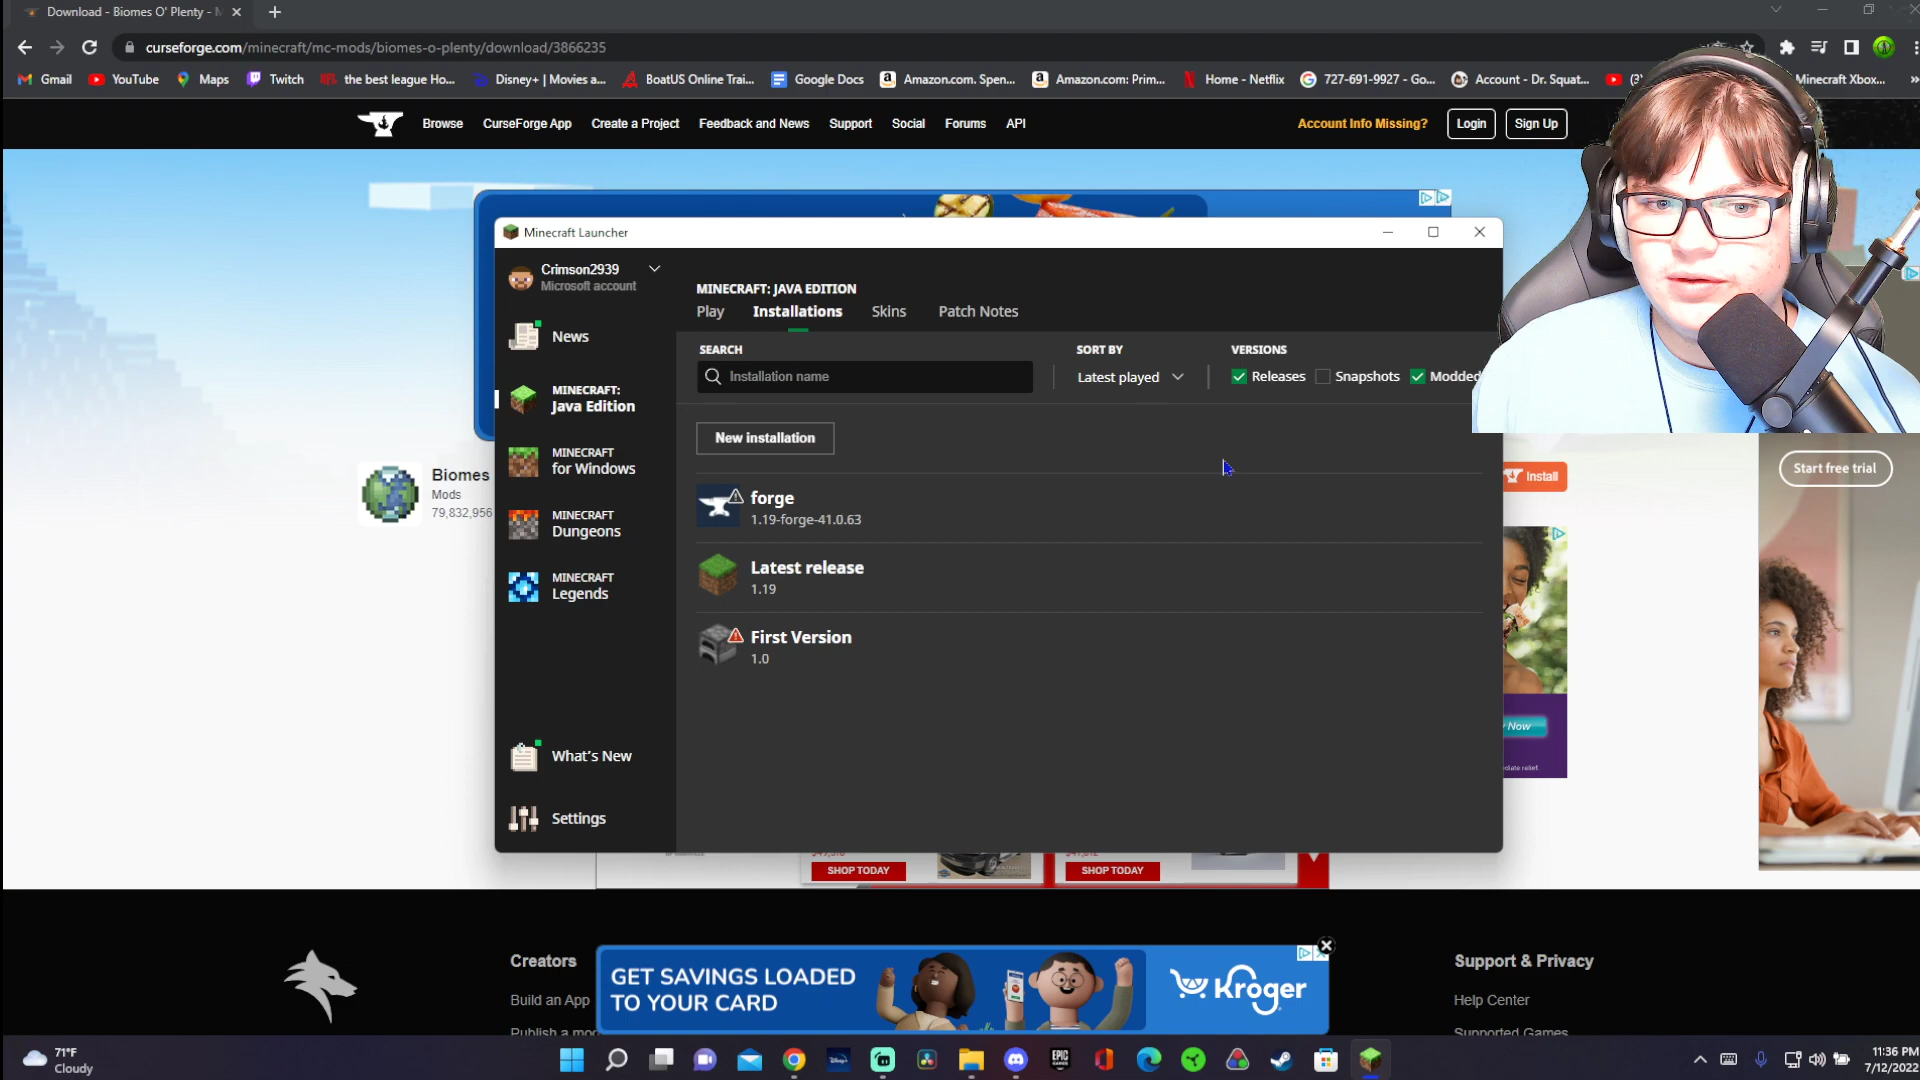 Download - Biomes O' Plenty -
curseforge.com/minecraft/mc-mods/biomes-o-plenty/download/3866235
Gmail YouTube Maps Twitch the best league Ho... Disney+ | Movies a... BoatUS Online Trai... Google Docs Amazon.com. Spen... Amazon.com: Prim... Home - Netflix 727-691-9927 - Go... Account - Dr. Squat... Minecraft Xbox... »
Browse CurseForge App Create a Project Feedback and News Support Social Forums API Account Info Missing? Login Sign Up
Minecraft Launcher
Crimson2939
Microsoft account
News
MINECRAFT:
Java Edition
MINECRAFT
for Windows
MINECRAFT
Dungeons
MINECRAFT
Legends
What's New
Settings
MINECRAFT: JAVA EDITION
Play Installations Skins Patch Notes
SEARCH SORT BY VERSIONS
Installation name Latest played Releases Snapshots Modded
New installation
forge
1.19-forge-41.0.63
Latest release
1.19
First Version
1.0
Biomes
Mods
79,832,956
Install
Start free trial
Now
SHOP TODAY SHOP TODAY
Creators
Build an App
Publish a mod
GET SAVINGS LOADED
TO YOUR CARD
Kroger
Support & Privacy
Help Center
Supported Games
71°F
Cloudy
Disney+
EPIC
GAMES
11:36 PM
7/12/2022